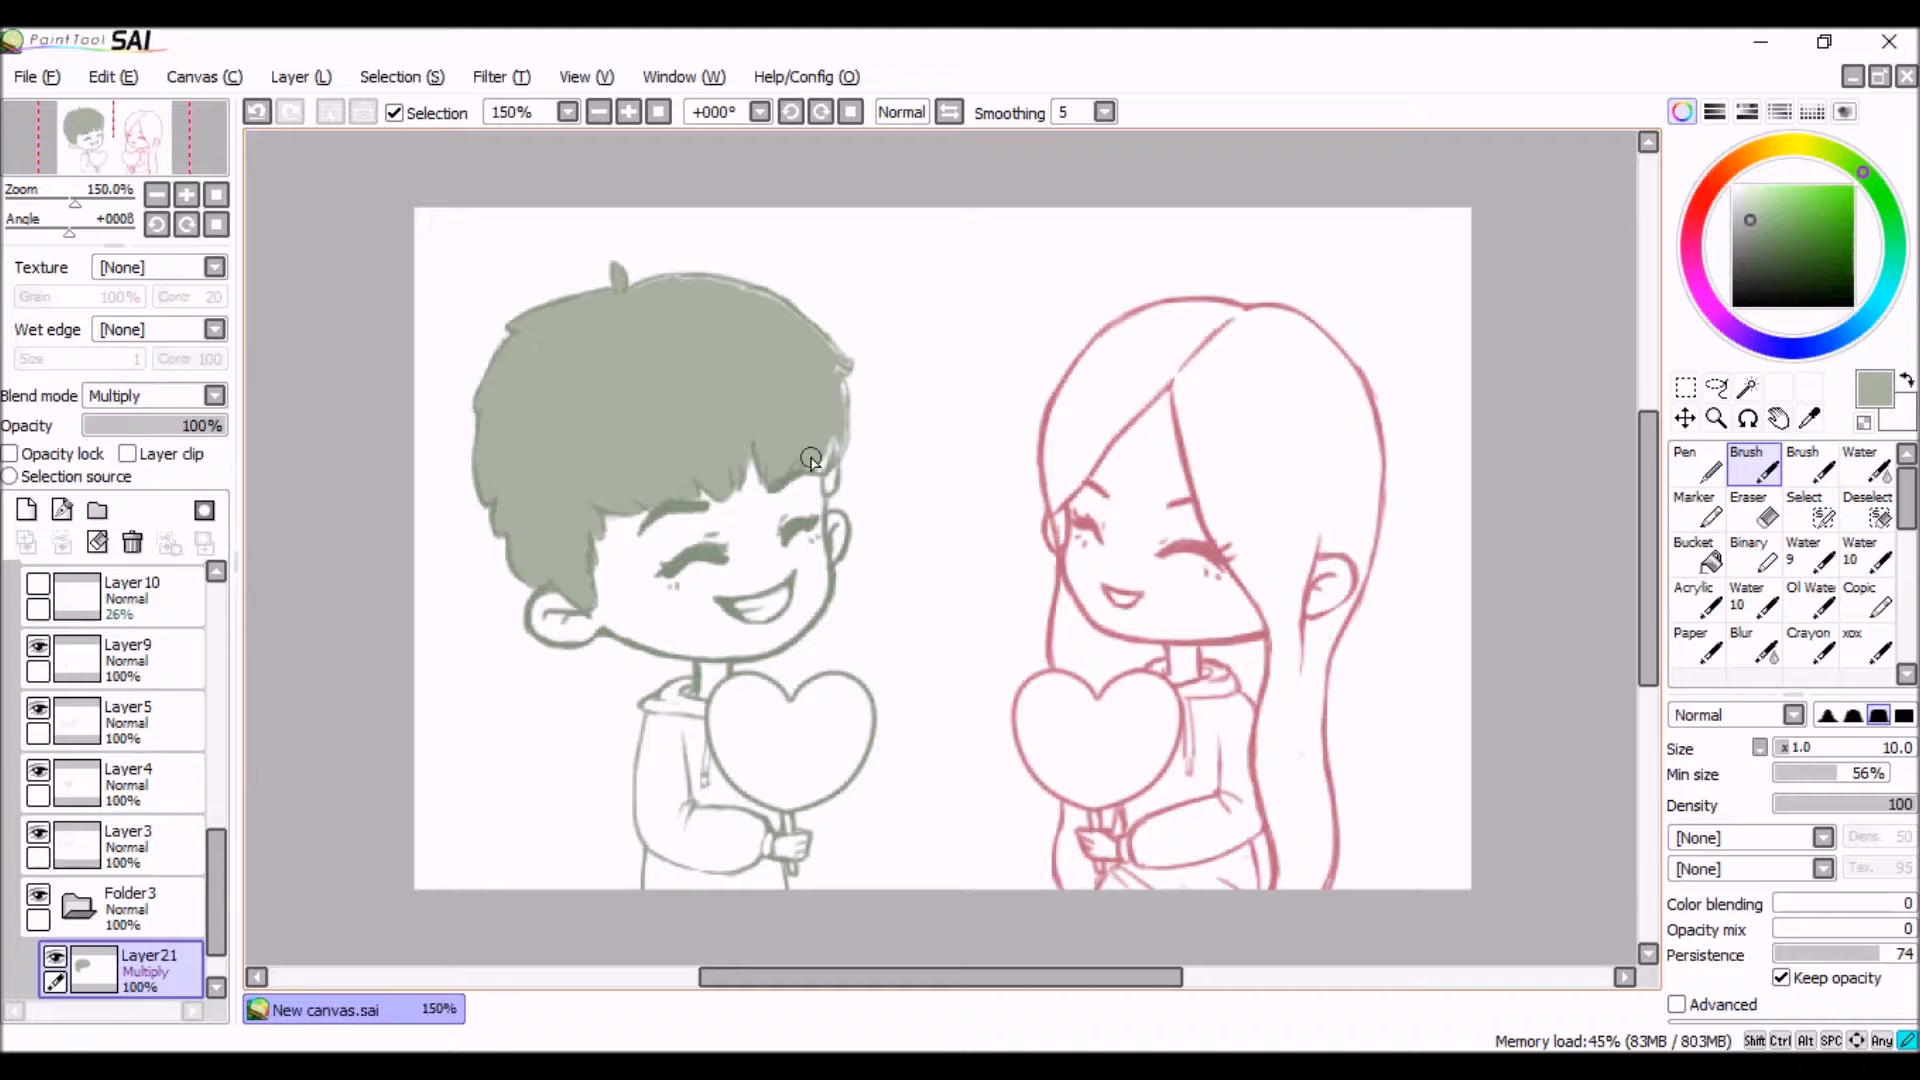 PaintTool SAI
File (F) Edit (E) Canvas (C) Layer (L) Selection (S) Filter (T) View (V) Window (W) Help/Config (O)
Selection 150% +000° Normal Smoothing 5
Zoom 150.0%
Angle +000ß
Texture [None]
Grain 100% Contr 20
Wet edge [None]
Size 1 Contr 100
Blend mode Multiply
Opacity 100%
Opacity lock Layer clip
Selection source
Layer10
Normal
26%
Layer9
Normal
100%
Layer5
Normal
100%
Layer4
Normal
100%
Layer3
Normal
100%
Folder3
Normal
100%
Layer21
Multiply
100%
New canvas.sai 150%
Pen Brush Brush Water
Marker Eraser Select Deselect
Bucket Binary Water 9 Water 10
Acrylic Water 10 Ol Wate Copic
Paper Blur Crayon xox
Normal
Size x 1.0 10.0
Min size 56%
Density 100
[None] Dens. 50
[None] Tex. 95
Color blending 0
Opacity mix 0
Persistence 74
Keep opacity
Advanced
Memory load:45% (83MB / 803MB) Shift Ctrl Alt SPC Any